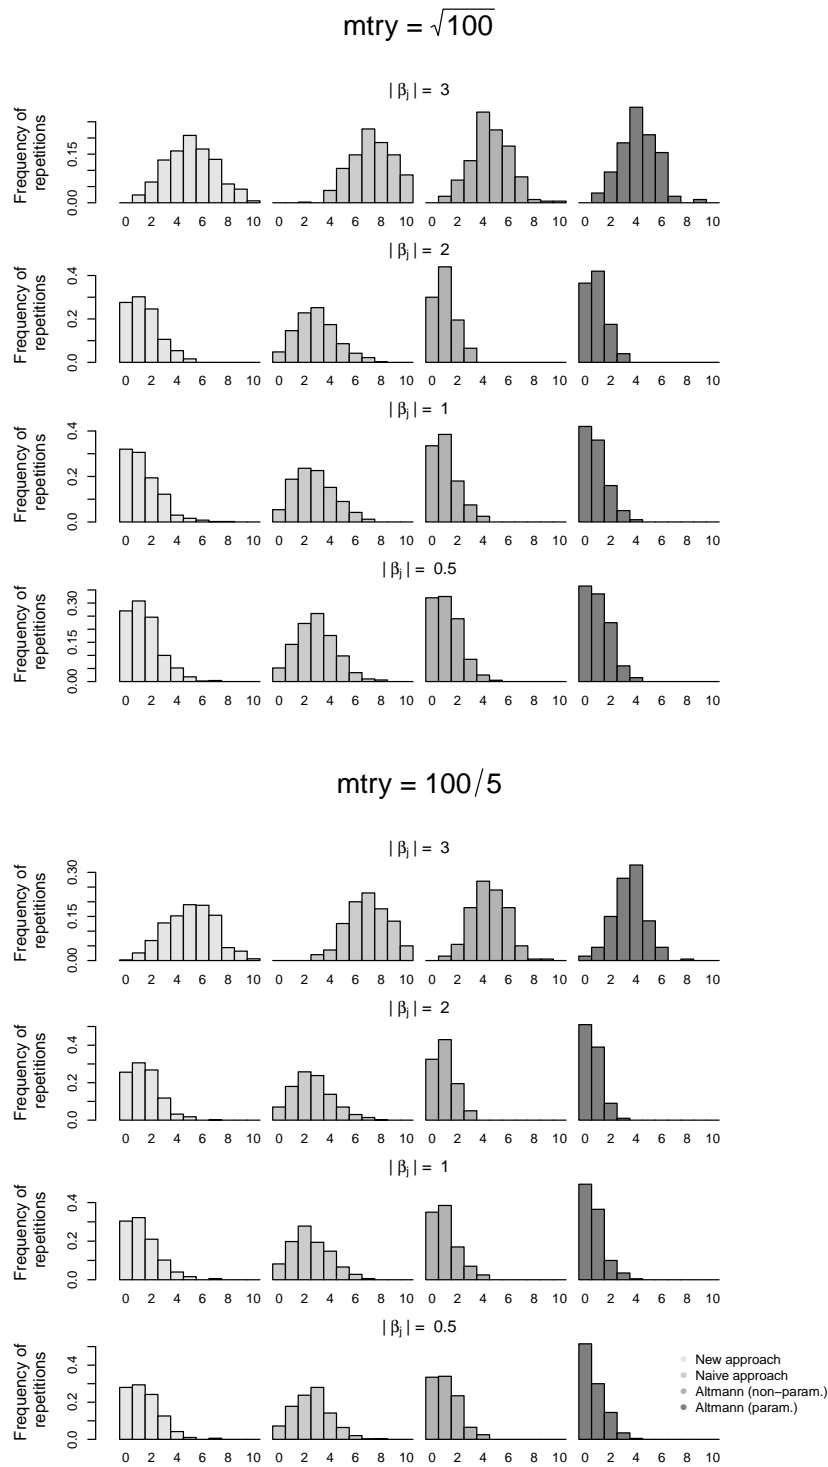 mtry = √100
| βj | = 3
Frequency of
repetitions
0.00 0.15
0 2 4 6 8 10 0 2 4 6 8 10 0 2 4 6 8 10 0 2 4 6 8 10
| βj | = 2
Frequency of
repetitions
0.0 0.2 0.4
0 2 4 6 8 10 0 2 4 6 8 10 0 2 4 6 8 10 0 2 4 6 8 10
| βj | = 1
Frequency of
repetitions
0.0 0.2 0.4
0 2 4 6 8 10 0 2 4 6 8 10 0 2 4 6 8 10 0 2 4 6 8 10
| βj | = 0.5
Frequency of
repetitions
0.00 0.15 0.30
0 2 4 6 8 10 0 2 4 6 8 10 0 2 4 6 8 10 0 2 4 6 8 10
mtry = 100/5
| βj | = 3
Frequency of
repetitions
0.00 0.15 0.30
0 2 4 6 8 10 0 2 4 6 8 10 0 2 4 6 8 10 0 2 4 6 8 10
| βj | = 2
Frequency of
repetitions
0.0 0.2 0.4
0 2 4 6 8 10 0 2 4 6 8 10 0 2 4 6 8 10 0 2 4 6 8 10
| βj | = 1
Frequency of
repetitions
0.0 0.2 0.4
0 2 4 6 8 10 0 2 4 6 8 10 0 2 4 6 8 10 0 2 4 6 8 10
| βj | = 0.5
Frequency of
repetitions
0.0 0.2 0.4
0 2 4 6 8 10 0 2 4 6 8 10 0 2 4 6 8 10 0 2 4 6 8 10
New approach
Naive approach
Altmann (non−param.)
Altmann (param.)